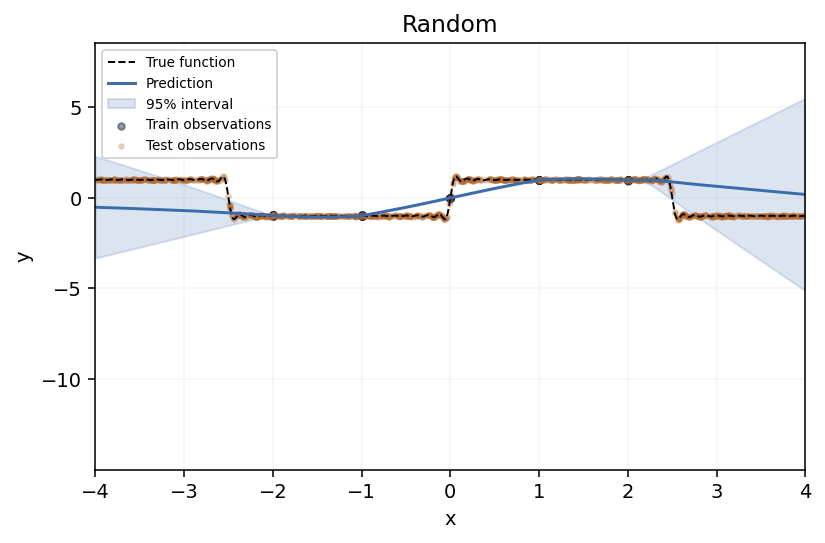 Random
True function
Prediction
95% interval
Train observations
Test observations
5
0
−5
−10
y
−4
−3
−2
−1
0
1
2
3
4
x